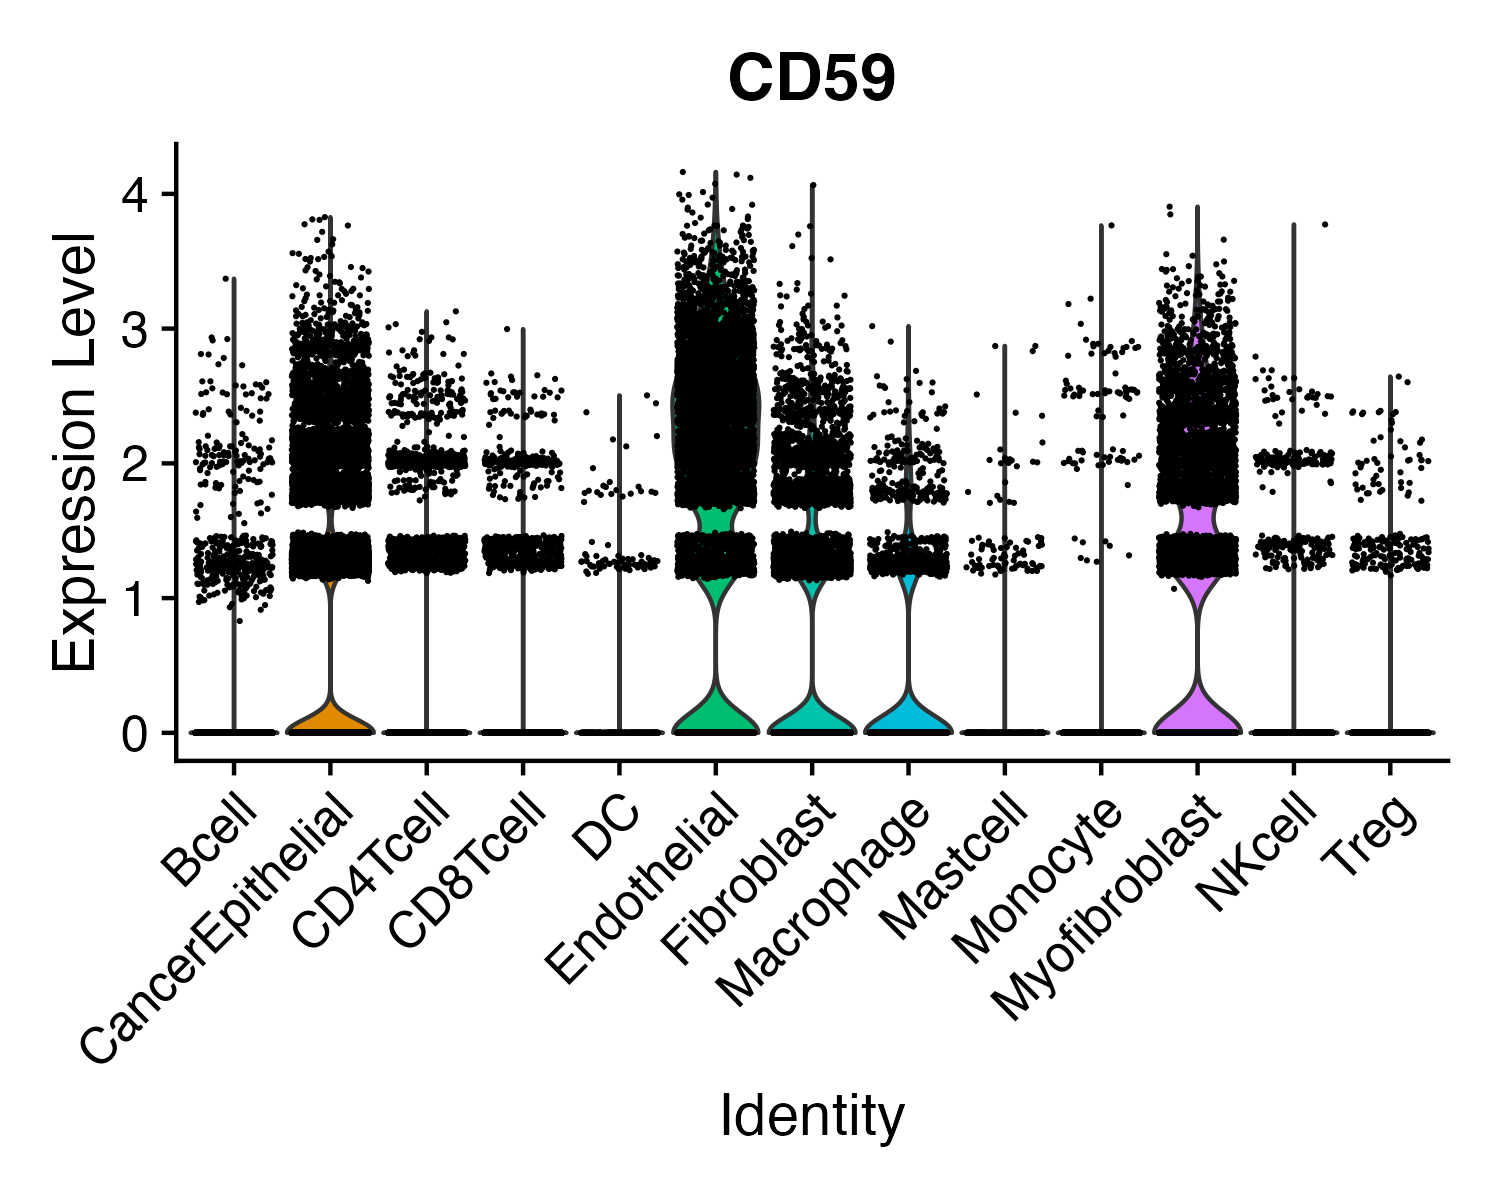 CD59
Expression Level
4
3
2
1
0
Bcell
CancerEpithelial
CD4Tcell
CD8Tcell
DC
Endothelial
Fibroblast
Macrophage
Mastcell
Monocyte
Myofibroblast
NKcell
Treg
Identity